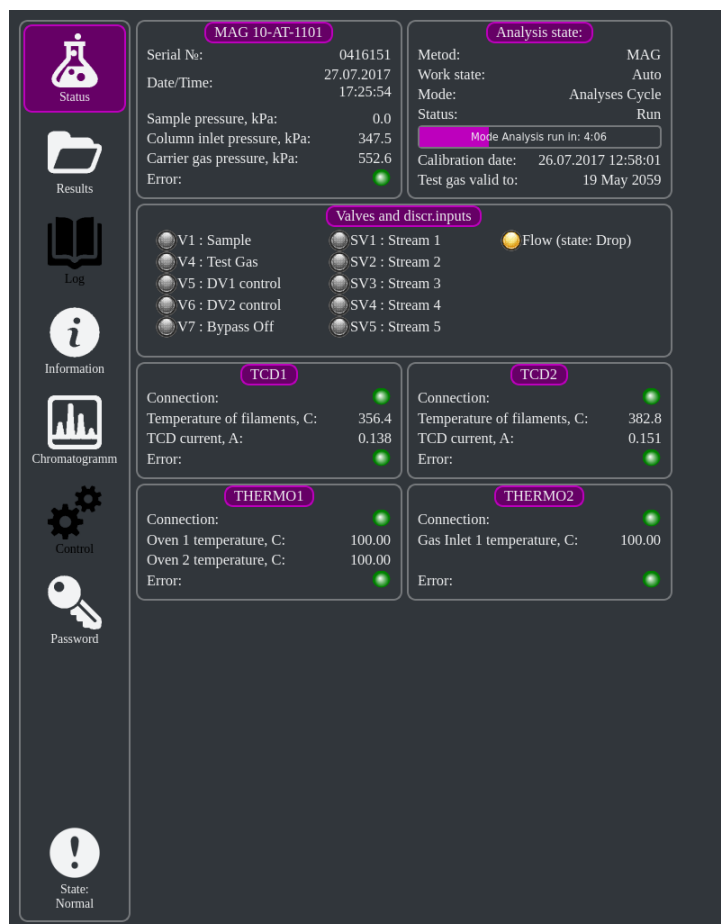 Status
Results
Log
Information
Chromatogramm
Control
Password
State:
Normal
MAG 10-AT-1101
Serial №: 0416151
Date/Time: 27.07.2017
17:25:54
Sample pressure, kPa: 0.0
Column inlet pressure, kPa: 347.5
Carrier gas pressure, kPa: 552.6
Error:
Analysis state:
Metod: MAG
Work state: Auto
Mode: Analyses Cycle
Status: Run
Mode Analysis run in: 4:06
Calibration date: 26.07.2017 12:58:01
Test gas valid to: 19 May 2059
Valves and discr.inputs
V1 : Sample SV1 : Stream 1 Flow (state: Drop)
V4 : Test Gas SV2 : Stream 2
V5 : DV1 control SV3 : Stream 3
V6 : DV2 control SV4 : Stream 4
V7 : Bypass Off SV5 : Stream 5
TCD1
Connection:
Temperature of filaments, C: 356.4
TCD current, A: 0.138
Error:
TCD2
Connection:
Temperature of filaments, C: 382.8
TCD current, A: 0.151
Error:
THERMO1
Connection:
Oven 1 temperature, C: 100.00
Oven 2 temperature, C: 100.00
Error:
THERMO2
Connection:
Gas Inlet 1 temperature, C: 100.00
Error: